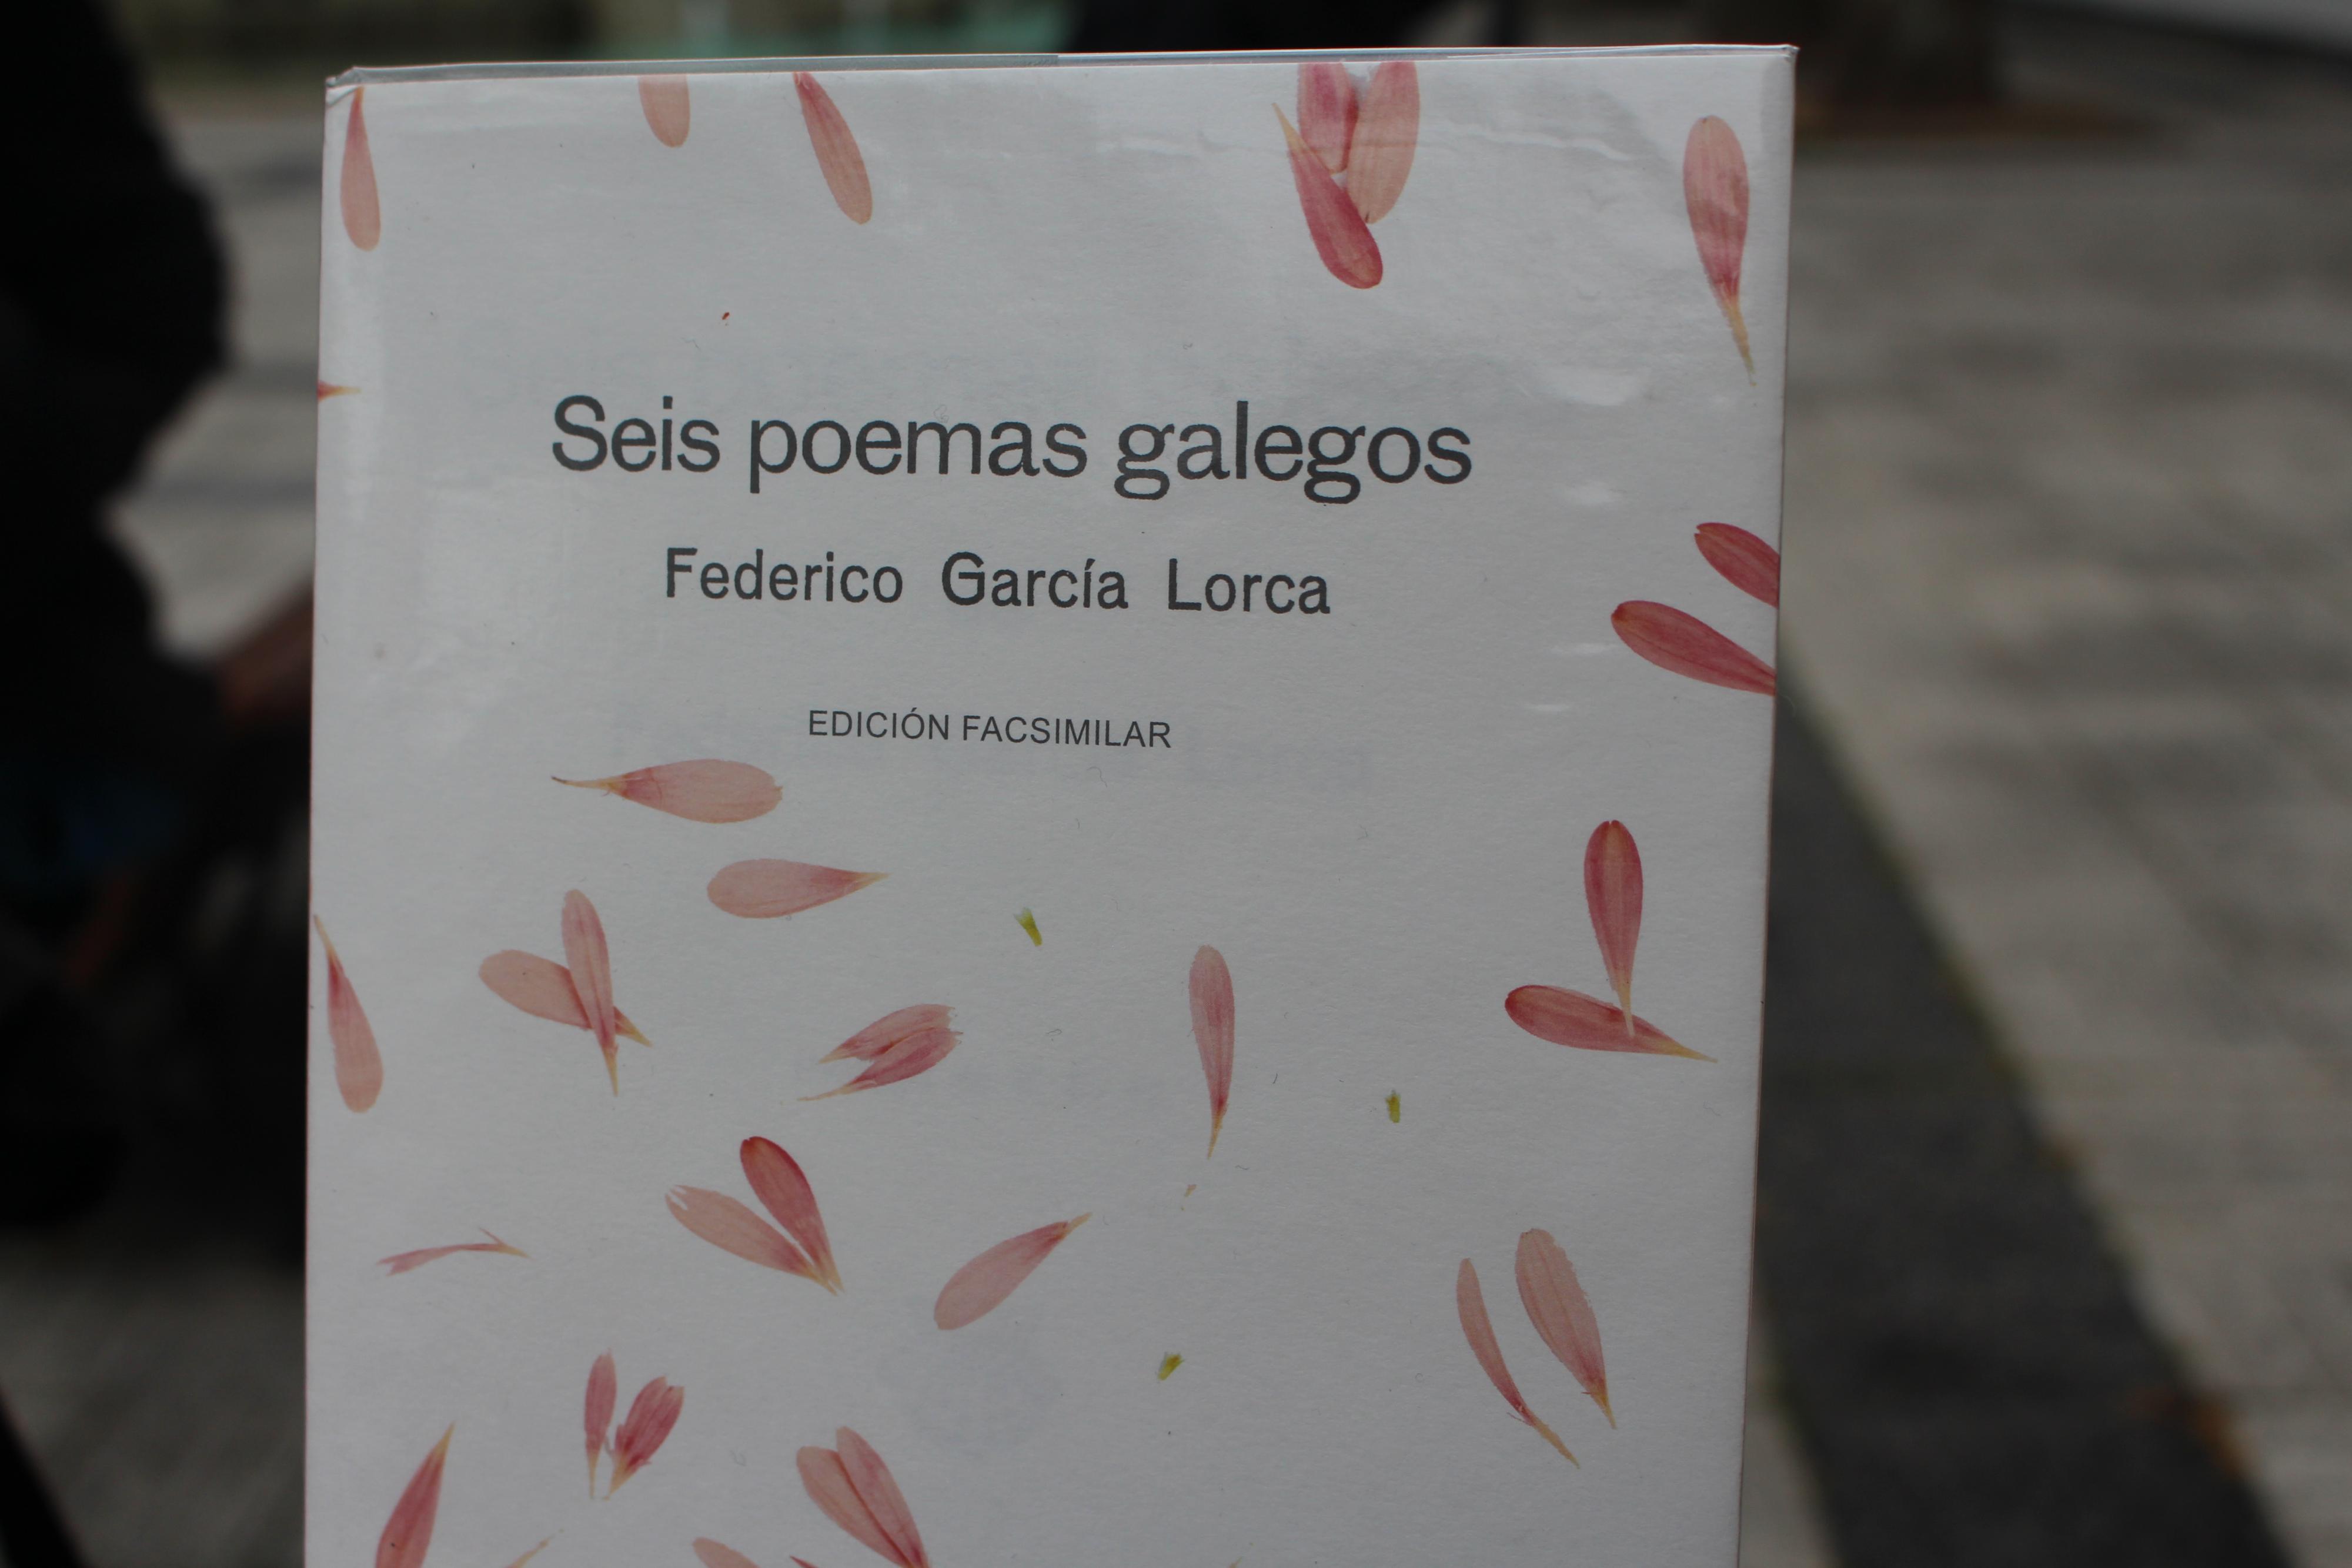 Seis poemas galegos
Federico García Lorca
EDICIÓN FACSIMILAR